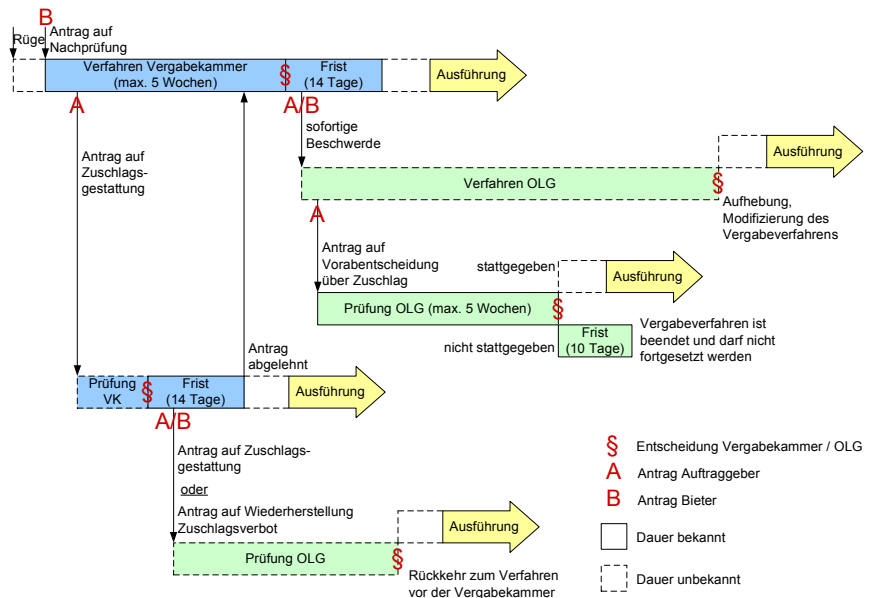 B
Rüge
Antrag auf
Nachprüfung
Verfahren Vergabekammer
(max. 5 Wochen)
§
Frist
(14 Tage)
Ausführung
A
A/B
sofortige
Beschwerde
Antrag auf
Zuschlags-
gestattung
Ausführung
Verfahren OLG
§
Aufhebung,
Modifizierung des
Vergabeverfahrens
A
Antrag auf
Vorabentscheidung
über Zuschlag
stattgegeben
Ausführung
Prüfung OLG (max. 5 Wochen)
§
nicht stattgegeben
Frist
(10 Tage)
Vergabeverfahren ist
beendet und darf nicht
fortgesetzt werden
Antrag
abgelehnt
Prüfung
VK
§
Frist
(14 Tage)
Ausführung
A/B
Antrag auf Zuschlags-
gestattung
oder
Antrag auf Wiederherstellung
Zuschlagsverbot
Ausführung
Prüfung OLG
§
Rückkehr zum Verfahren
vor der Vergabekammer
§ Entscheidung Vergabekammer / OLG
A Antrag Auftraggeber
B Antrag Bieter
Dauer bekannt
Dauer unbekannt